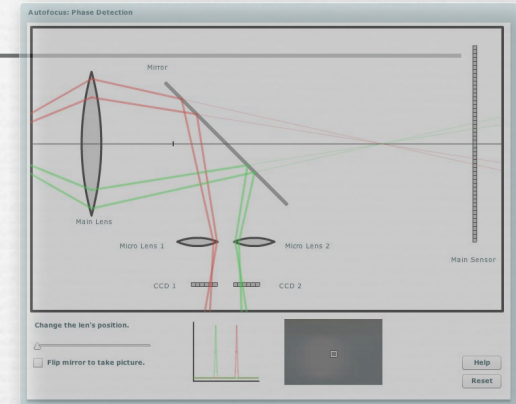 Autofocus: Phase Detection
Mirror
Main Lens
Micro Lens 1
Micro Lens 2
Main Sensor
CCD 1
CCD 2
Change the len's position.
Flip mirror to take picture.
Help
Reset